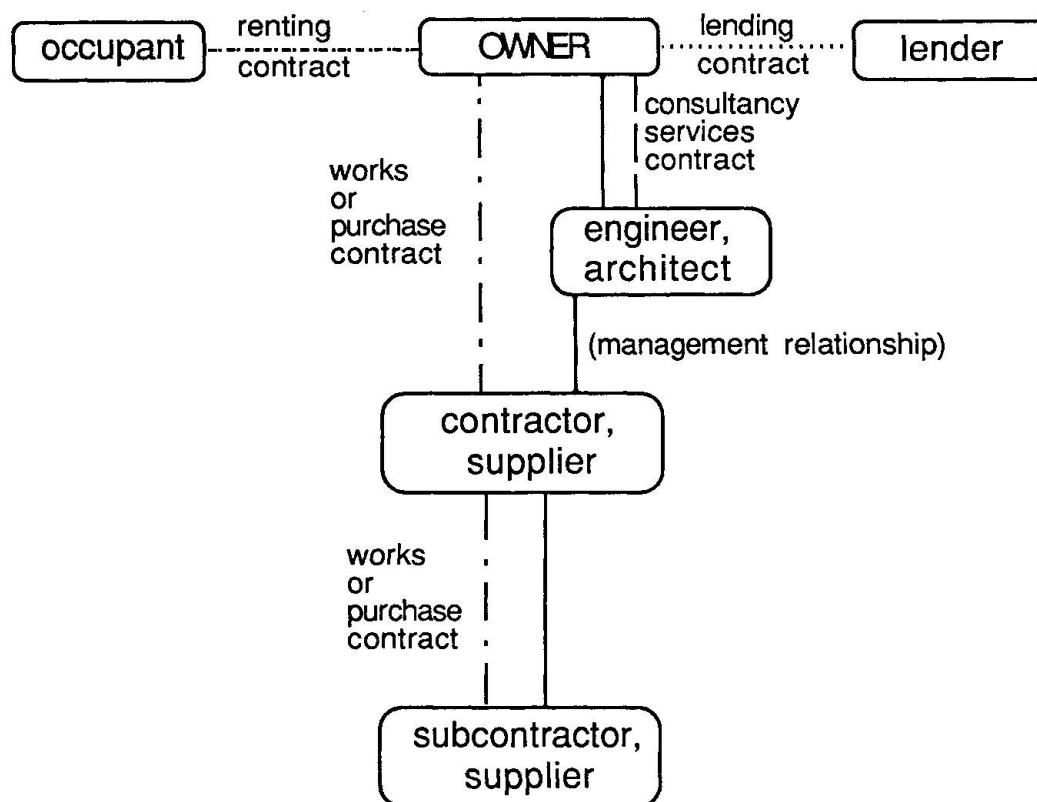 occupant
renting
contract
OWNER
lending
contract
lender
consultancy
services
contract
works
or
purchase
contract
engineer,
architect
(management relationship)
contractor,
supplier
works
or
purchase
contract
subcontractor,
supplier